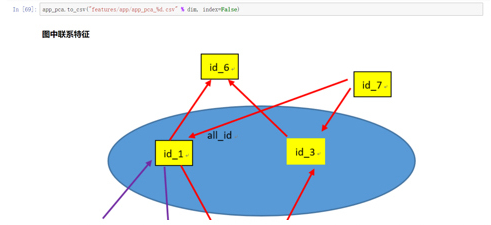 In [69]: app_pca.to_csv("features/app/app_pca_%d.csv" % dim, index=False)
图中联系特征
id_6
id_7
all_id
id_1
id_3